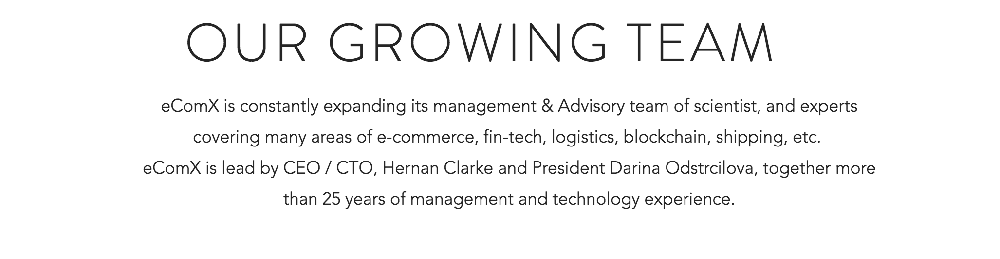 OUR GROWING TEAM
eComX is constantly expanding its management & Advisory team of scientist, and experts
covering many areas of e-commerce, fin-tech, logistics, blockchain, shipping, etc.
eComX is lead by CEO / CTO, Hernan Clarke and President Darina Odstrcilova, together more
than 25 years of management and technology experience.